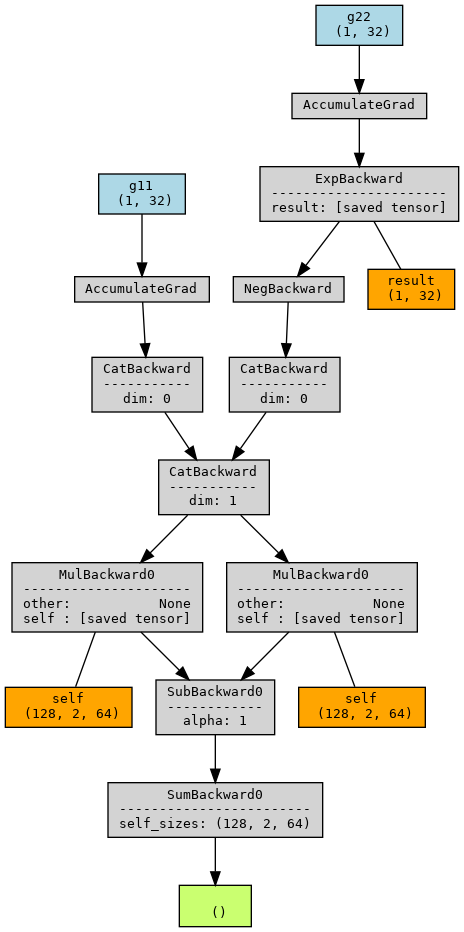 g22
(1, 32)
AccumulateGrad
ExpBackward
----------------------
result: [saved tensor]
g11
(1, 32)
AccumulateGrad
NegBackward
result
(1, 32)
CatBackward
-----------
dim: 0
CatBackward
-----------
dim: 0
CatBackward
-----------
dim: 1
MulBackward0
---------------------
other:           None
self : [saved tensor]
MulBackward0
---------------------
other:           None
self : [saved tensor]
self
(128, 2, 64)
SubBackward0
------------
alpha: 1
self
(128, 2, 64)
SumBackward0
------------------------
self_sizes: (128, 2, 64)
()